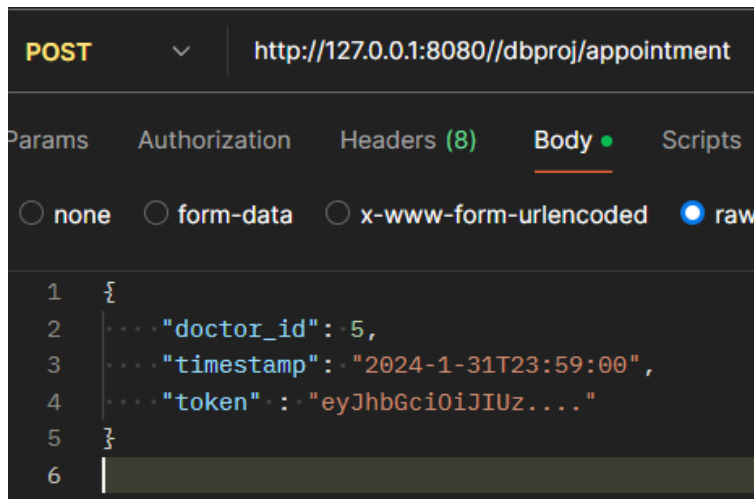 POST http://127.0.0.1:8080//dbproj/appointment
Params Authorization Headers (8) Body Scripts
none form-data x-www-form-urlencoded raw
1 {
2 "doctor_id": 5,
3 "timestamp": "2024-1-31T23:59:00",
4 "token" : "eyJhbGciOiJIUz...."
5 }
6